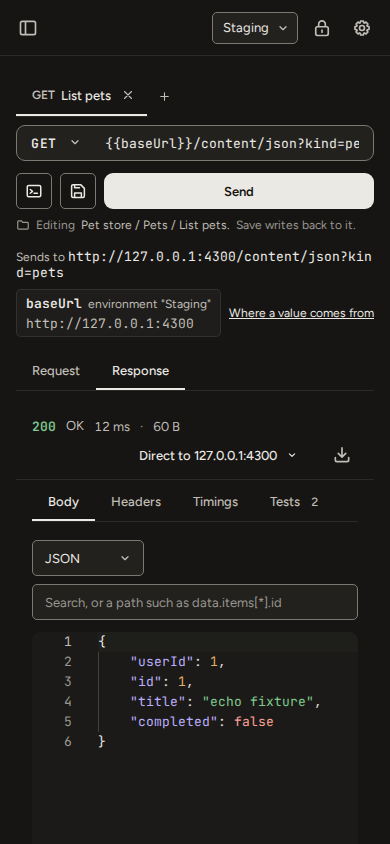 Staging
GET List pets
GET {{baseUrl}}/content/json?kind=pe
Send
Editing Pet store / Pets / List pets. Save writes back to it.
Sends to http://127.0.0.1:4300/content/json?kin
d=pets
baseUrl environment "Staging"
http://127.0.0.1:4300
Where a value comes from
Request Response
200 OK 12 ms · 60 B
Direct to 127.0.0.1:4300
Body Headers Timings Tests 2
JSON
Search, or a path such as data.items[*].id
1 {
2 "userId": 1,
3 "id": 1,
4 "title": "echo fixture",
5 "completed": false
6 }